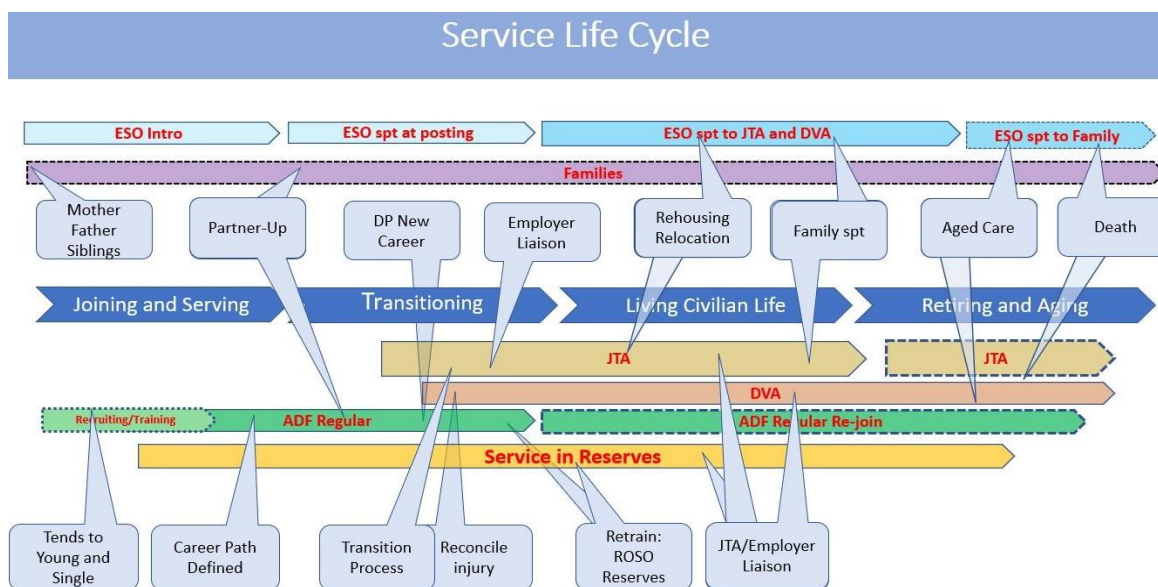 Service Life Cycle
ESO Intro
ESO spt at posting
ESO spt to JTA and DVA
ESO spt to Family
Families
Mother
Father
Siblings
Partner-Up
DP New
Career
Employer
Liaison
Rehousing
Relocation
Family spt
Aged Care
Death
Joining and Serving
Transitioning
Living Civilian Life
Retiring and Aging
JTA
JTA
DVA
Recruiting/Training
ADF Regular
ADF Regular Re-join
Service in Reserves
Tends to
Young and
Single
Career Path
Defined
Transition
Process
Reconcile
injury
Retrain:
ROSO
Reserves
JTA/Employer
Liaison